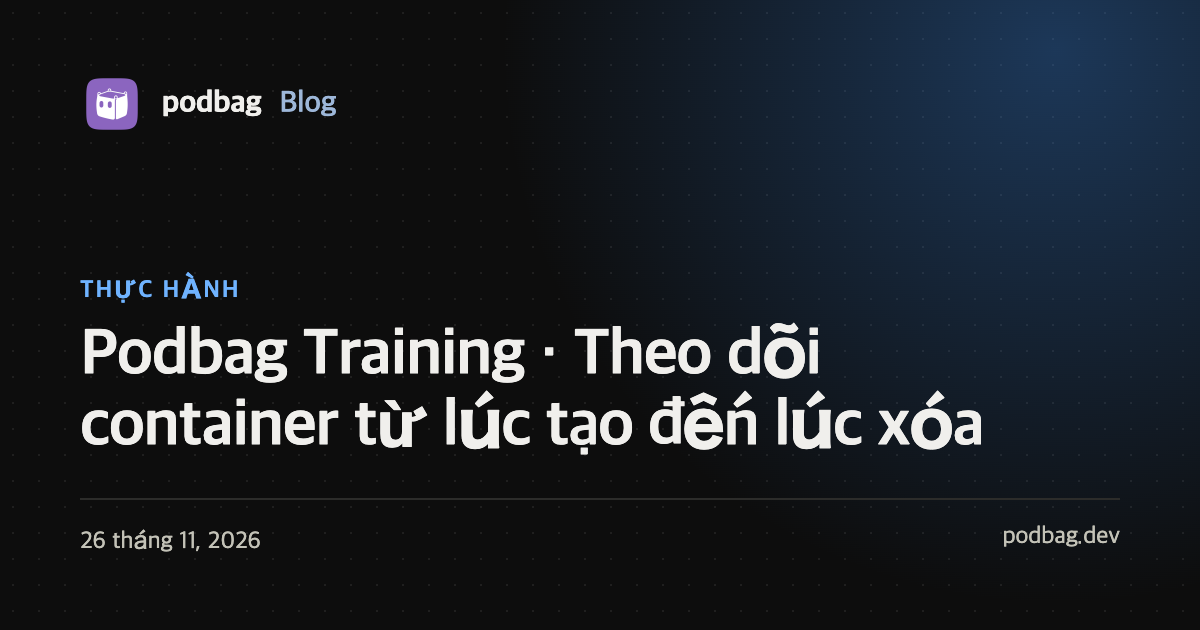 podbag Blog
THỰC HÀNH
Podbag Training · Theo dõi
container từ lúc tạo đến lúc xóa
26 tháng 11, 2026
podbag.dev